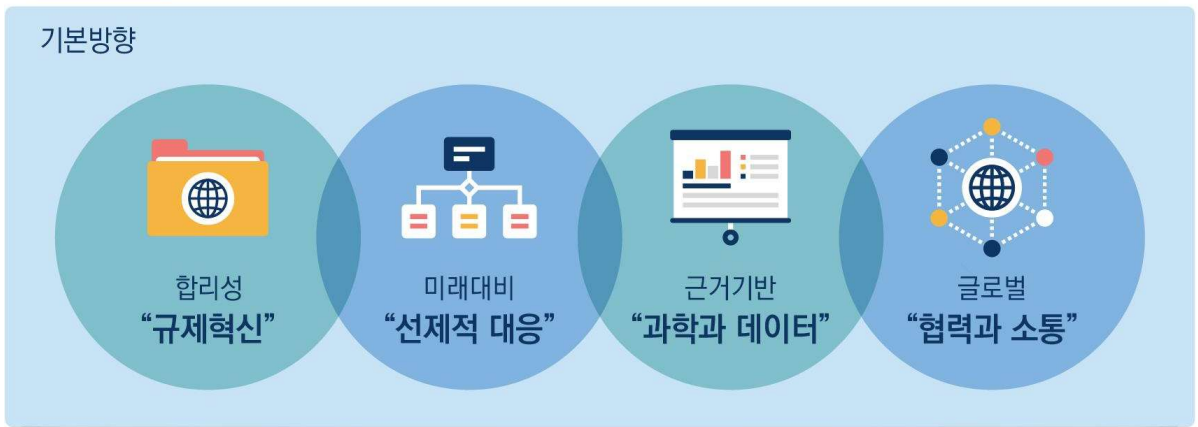 기본방향
합리성
“규제혁신”
미래대비
“선제적 대응”
근거기반
“과학과 데이터”
글로벌
“협력과 소통”